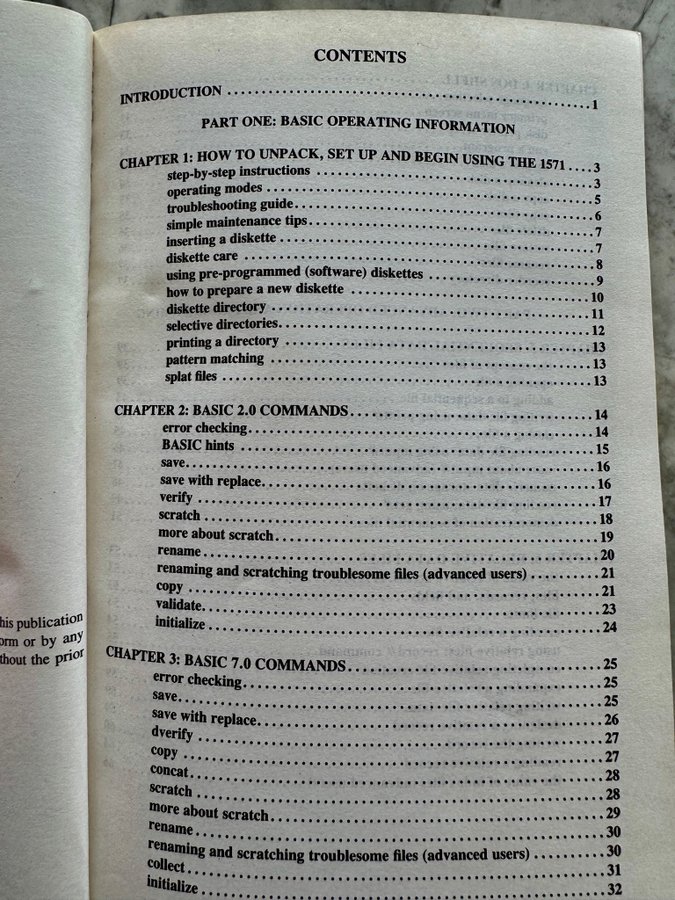 CONTENTS
INTRODUCTION ........................................ 1
PART ONE: BASIC OPERATING INFORMATION
CHAPTER 1: HOW TO UNPACK, SET UP AND BEGIN USING THE 1571 .... 3
step-by-step instructions ........................................ 3
operating modes ........................................ 5
troubleshooting guide ........................................ 6
simple maintenance tips ........................................ 7
inserting a diskette ........................................ 7
diskette care ........................................ 8
using pre-programmed (software) diskettes ........................ 9
how to prepare a new diskette ........................................ 10
diskette directory ........................................ 11
selective directories ........................................ 12
printing a directory ........................................ 13
pattern matching ........................................ 13
splat files ........................................ 13
CHAPTER 2: BASIC 2.0 COMMANDS ........................................ 14
error checking ........................................ 14
BASIC hints ........................................ 15
save ........................................ 16
save with replace ........................................ 16
verify ........................................ 17
scratch ........................................ 18
more about scratch ........................................ 19
rename ........................................ 20
renaming and scratching troublesome files (advanced users) .......... 21
copy ........................................ 21
validate ........................................ 23
initialize ........................................ 24
his publication
orm or by any
thout the prior
CHAPTER 3: BASIC 7.0 COMMANDS ........................................ 25
error checking ........................................ 25
save ........................................ 25
save with replace ........................................ 26
dverify ........................................ 27
copy ........................................ 27
concat ........................................ 28
scratch ........................................ 28
more about scratch ........................................ 29
rename ........................................ 30
renaming and scratching troublesome files (advanced users) .......... 30
collect ........................................ 31
initialize ........................................ 32